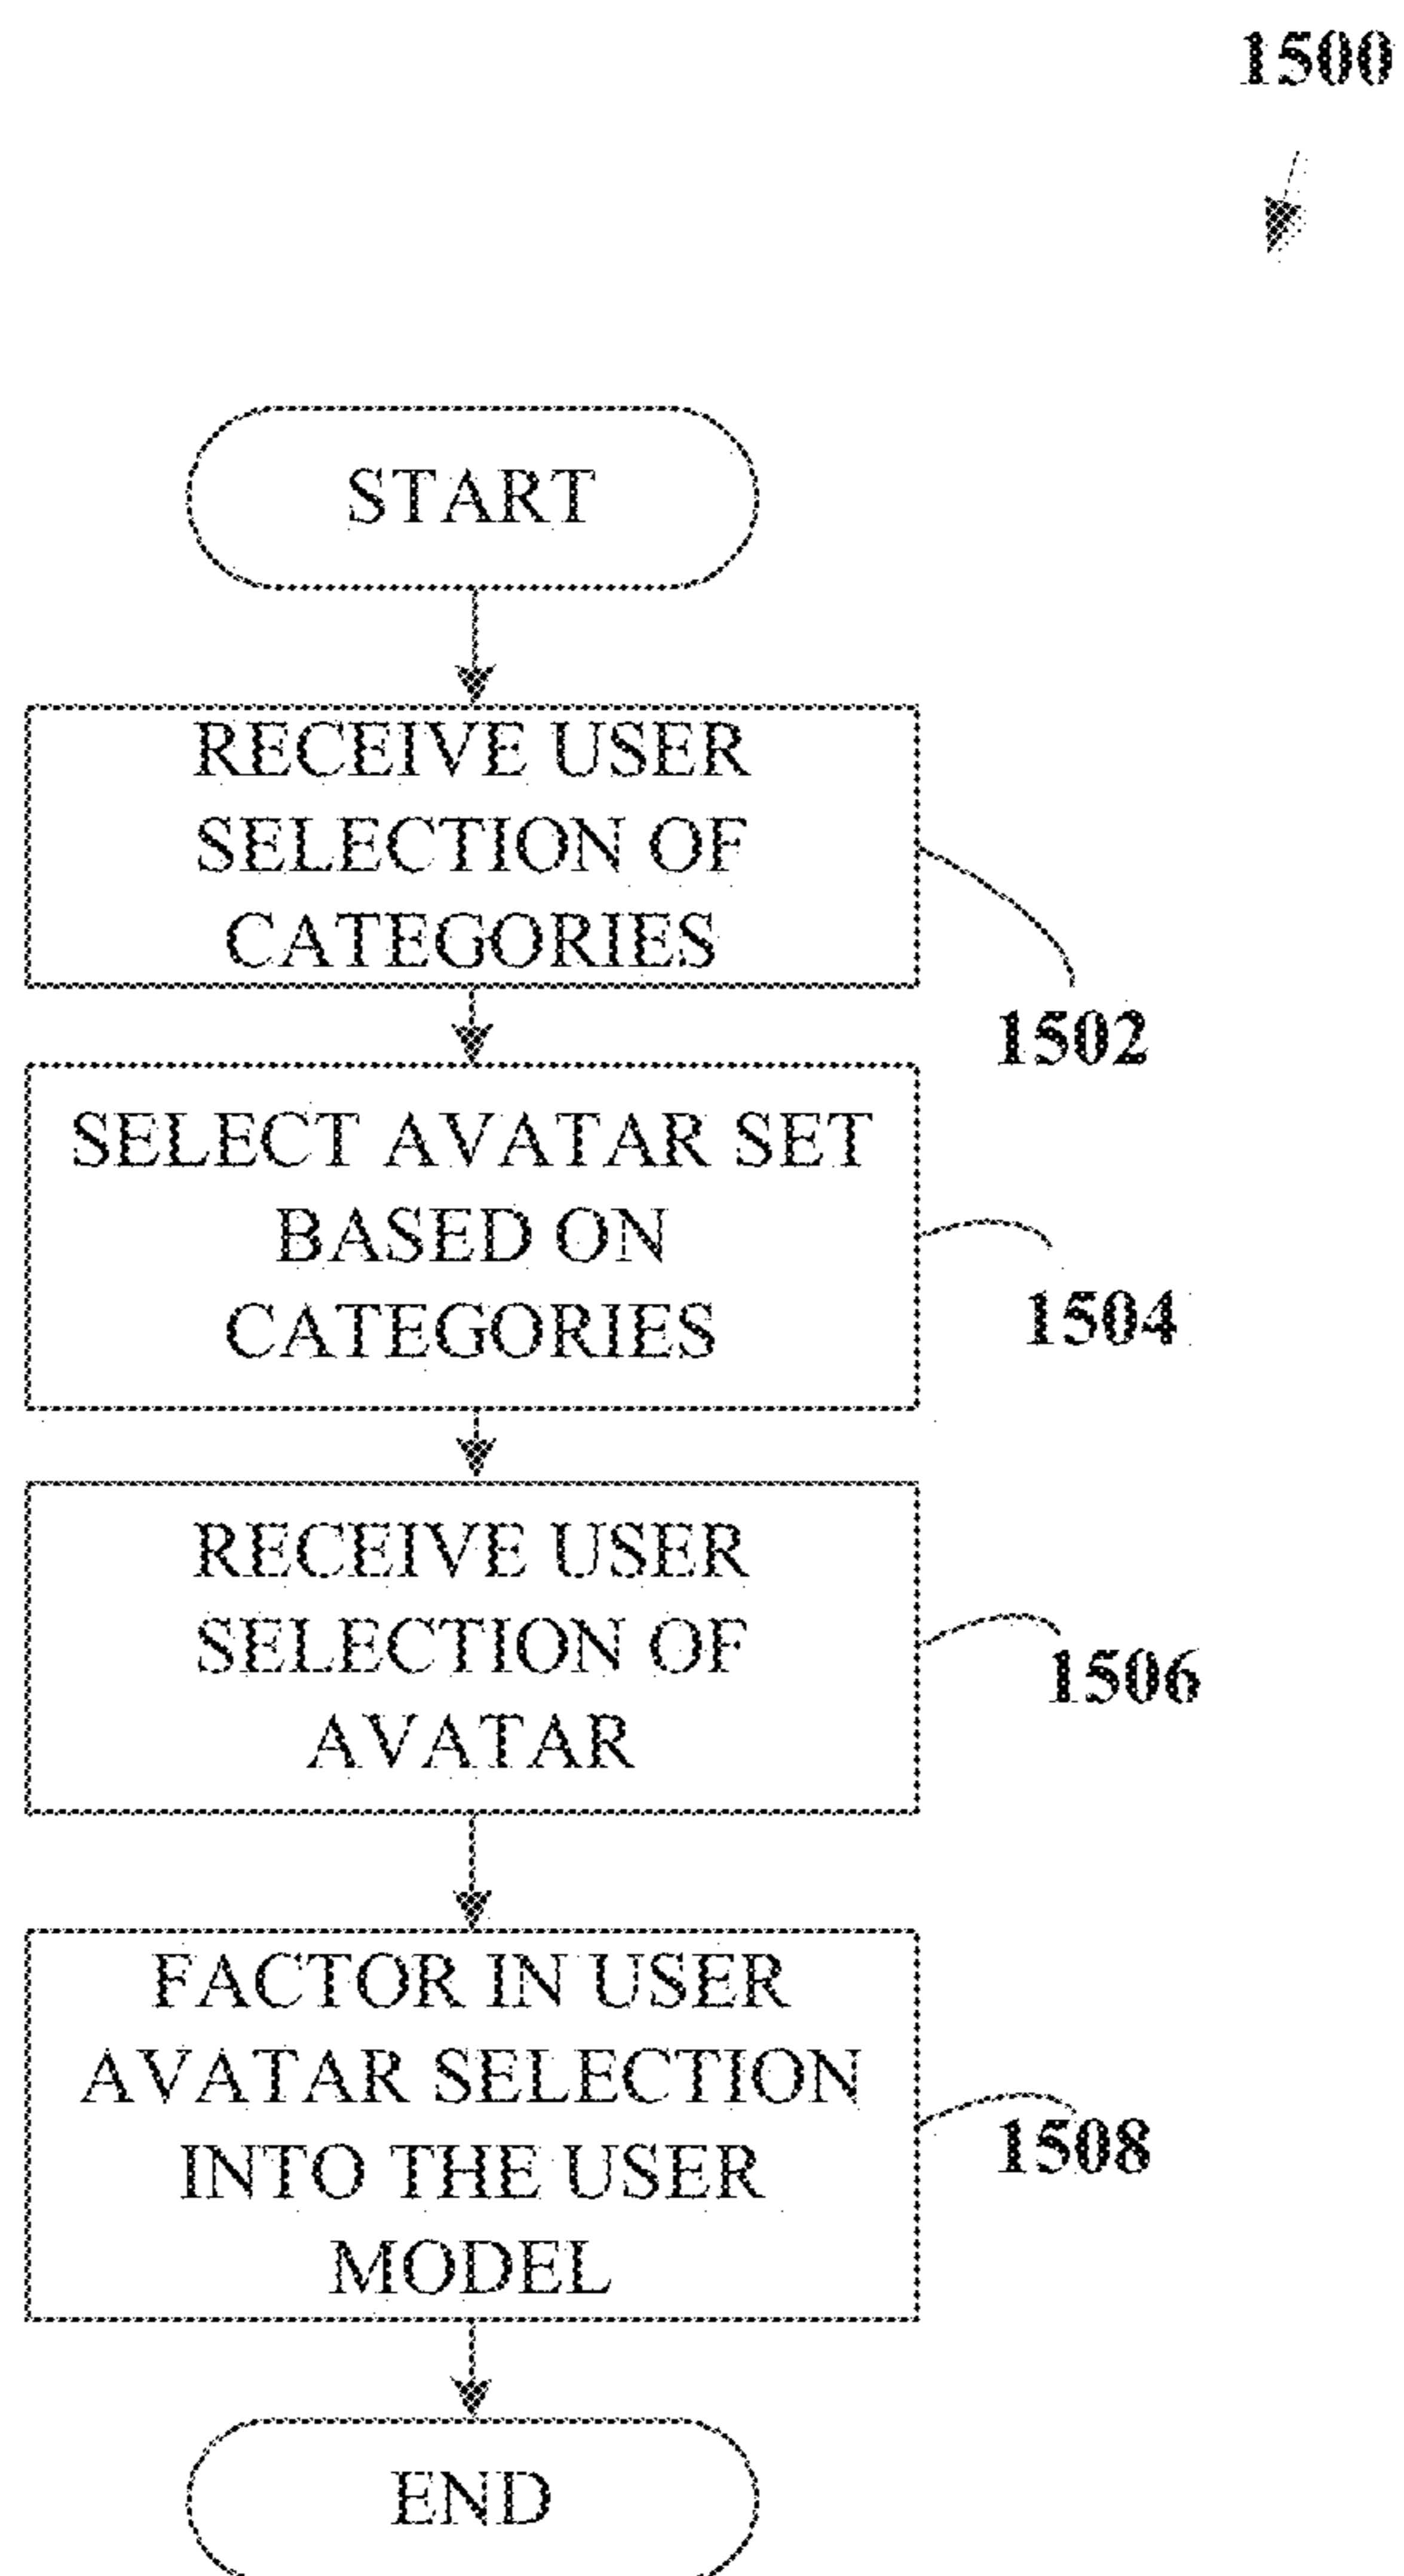 1500
START
RECEIVE USER
SELECTION OF
CATEGORIES
1502
SELECT AVATAR SET
BASED ON
CATEGORIES
1504
RECEIVE USER
SELECTION OF
AVATAR
1506
FACTOR IN USER
AVATAR SELECTION
INTO THE USER
MODEL
1508
END